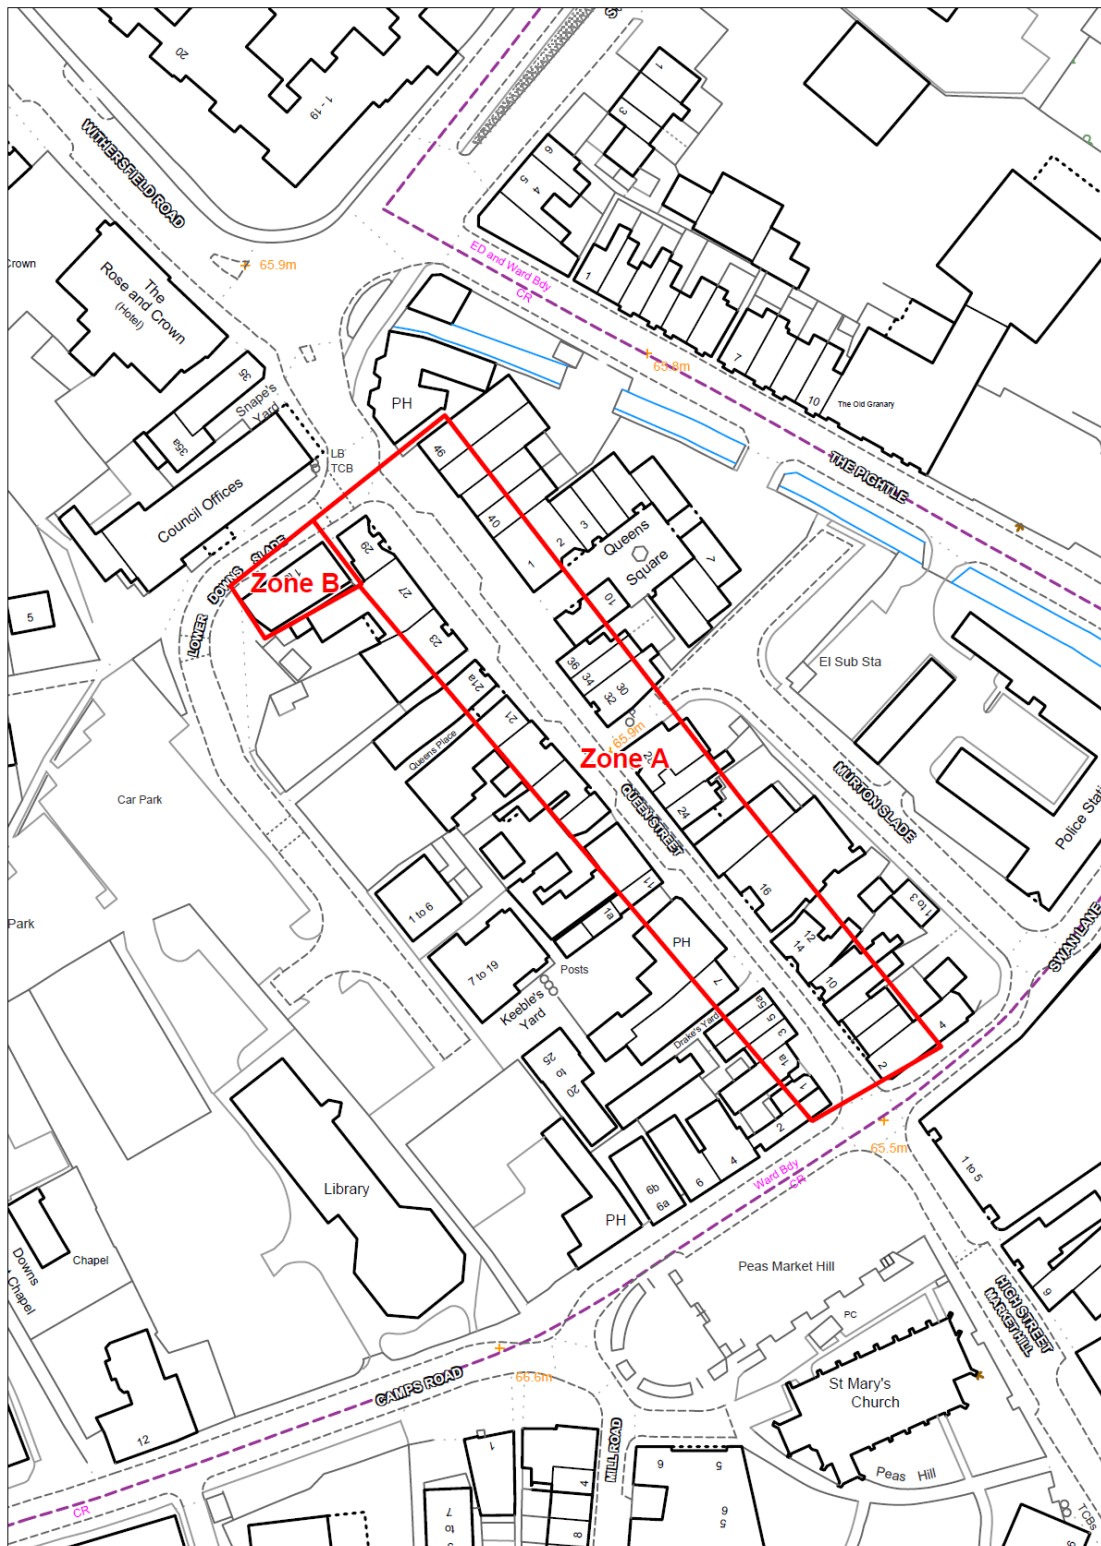 20
1-19
WITHERSFIELD ROAD
1
3
6
5
4
ED and Ward Bdy
CR
65.9m
Crown
The
Rose and Crown
(Hotel)
1
7
10
The Old Granary
65.8m
THE PIGHTLE
35
Snape's
Yard
35a
PH
46
LB
TCB
Council Offices
40
1
2
3
Queens
Square
7
10
LOWER DOWNS SLADE
Zone B
29
27
23
5
36
34
32
30
El Sub Sta
21a
21
Queens Place
65.9m
Zone A
24
QUEEN STREET
MURTON SLADE
Police Stati
Car Park
16
11
1 to 6
1a
12
14
1 to 3
10
Park
PH
7
7 to 19
Posts
Keeble's
Yard
SWAN LANE
Drake's Yard
5a
5
3
1a
1
4
2
25
to
20
2
4
6
6b
6a
65.5m
Ward Bdy
CR
1 to 5
Library
PH
Downs
Chapel
Chapel
Peas Market Hill
PC
HIGH STREET
MARKET HILL
9
66.6m
CAMPS ROAD
St Mary's
Church
12
1
MILL ROAD
Peas Hill
4
6
5
CR
7
to
8
6
5
TCBs